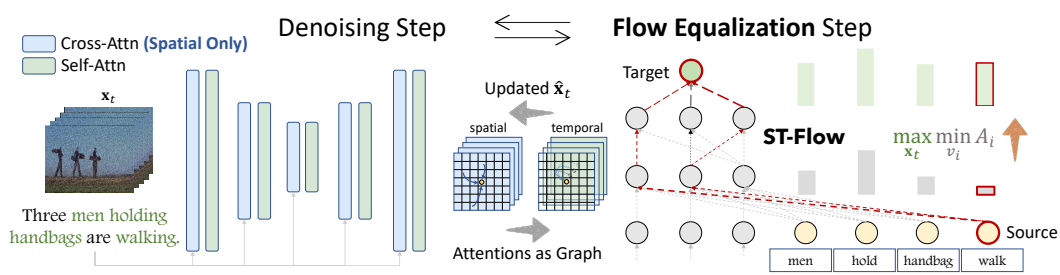 Denoising Step
Flow Equalization Step
Cross-Attn (Spatial Only)
Self-Attn
x_t
Three men holding
handbags are walking.
Updated x̂_t
spatial
temporal
Attentions as Graph
Target
ST-Flow
max min A_i
x_t v_i
Source
men hold handbag walk